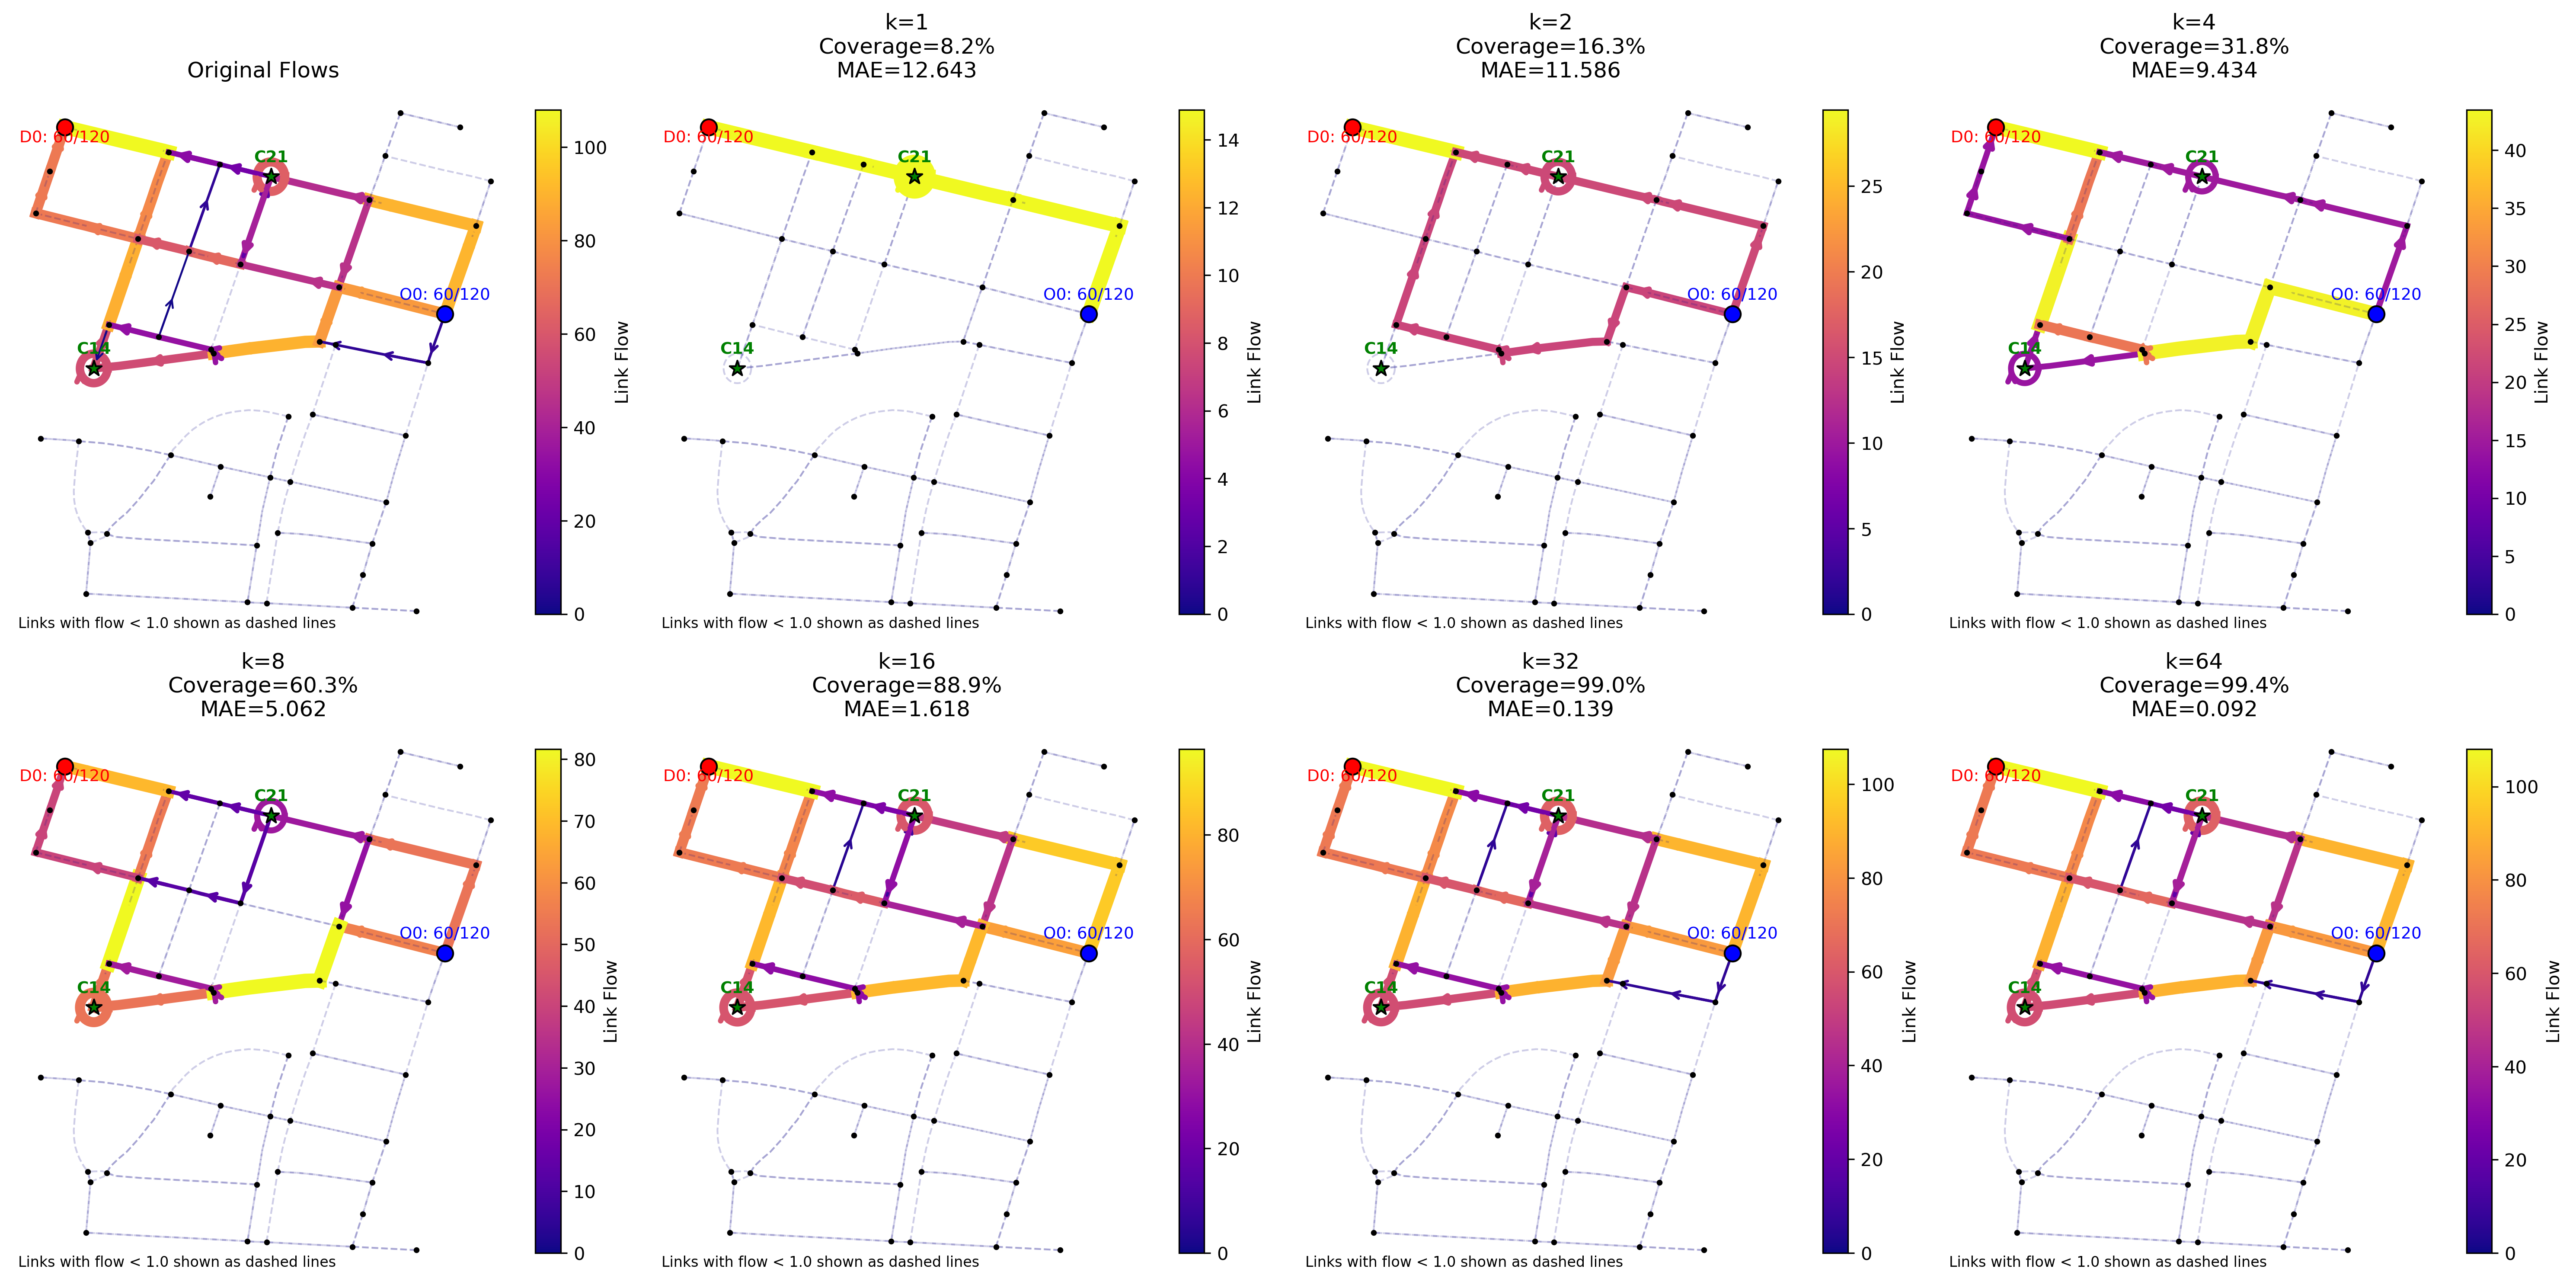 Original Flows
D0: 60/120
C21
O0: 60/120
C14
Links with flow < 1.0 shown as dashed lines
100
80
60
40
20
0
Link Flow
k=1
Coverage=8.2%
MAE=12.643
D0: 60/120
C21
O0: 60/120
C14
Links with flow < 1.0 shown as dashed lines
14
12
10
8
6
4
2
0
Link Flow
k=2
Coverage=16.3%
MAE=11.586
D0: 60/120
C21
O0: 60/120
C14
Links with flow < 1.0 shown as dashed lines
25
20
15
10
5
0
Link Flow
k=4
Coverage=31.8%
MAE=9.434
D0: 60/120
C21
O0: 60/120
C14
Links with flow < 1.0 shown as dashed lines
40
35
30
25
20
15
10
5
0
Link Flow
k=8
Coverage=60.3%
MAE=5.062
D0: 60/120
C21
O0: 60/120
C14
Links with flow < 1.0 shown as dashed lines
80
70
60
50
40
30
20
10
0
Link Flow
k=16
Coverage=88.9%
MAE=1.618
D0: 60/120
C21
O0: 60/120
C14
Links with flow < 1.0 shown as dashed lines
80
60
40
20
0
Link Flow
k=32
Coverage=99.0%
MAE=0.139
D0: 60/120
C21
O0: 60/120
C14
Links with flow < 1.0 shown as dashed lines
100
80
60
40
20
0
Link Flow
k=64
Coverage=99.4%
MAE=0.092
D0: 60/120
C21
O0: 60/120
C14
Links with flow < 1.0 shown as dashed lines
100
80
60
40
20
0
Link Flow